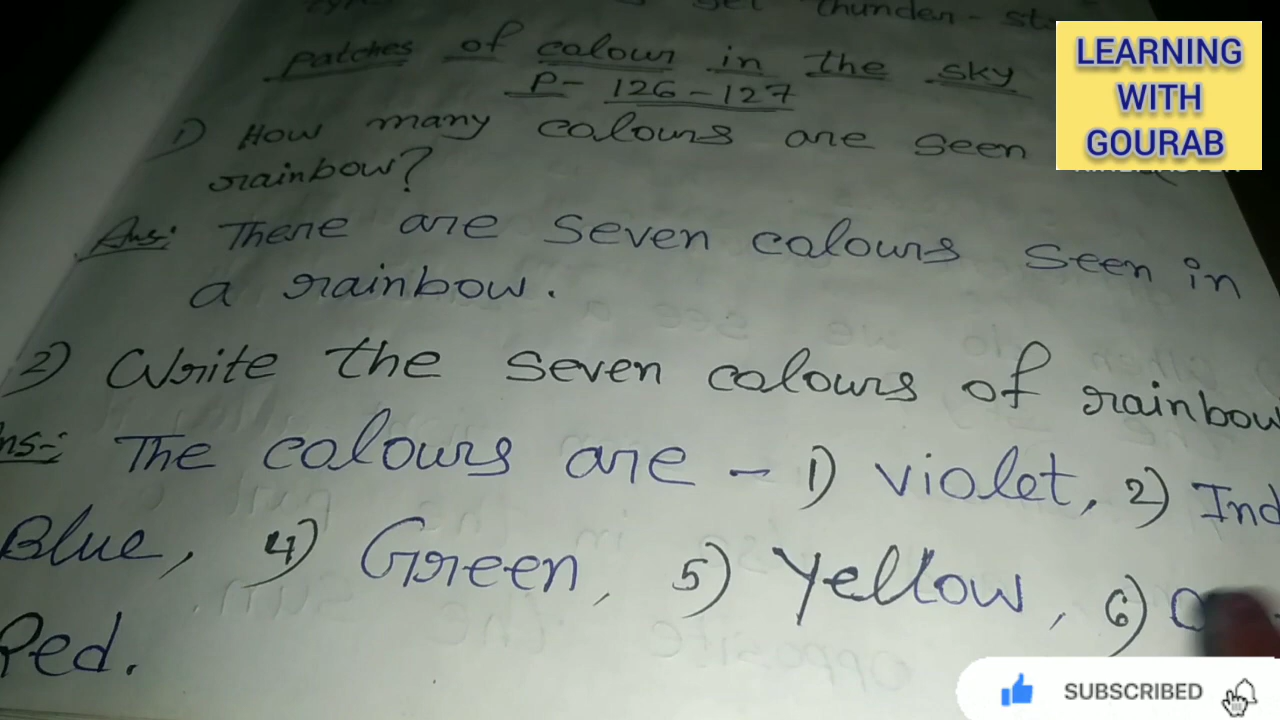 get thunder-
patches of colour in the sky
P- 126-127
1) How many colours are seen
rainbow?
Ans: There are seven colours seen in
a rainbow.
2) Write the seven colours of rainbow
Ans-: The colours are - 1) violet, 2) Ind
Blue, 4) Green, 5) Yellow, 6) O
Red.
LEARNING
WITH
GOURAB
SUBSCRIBED